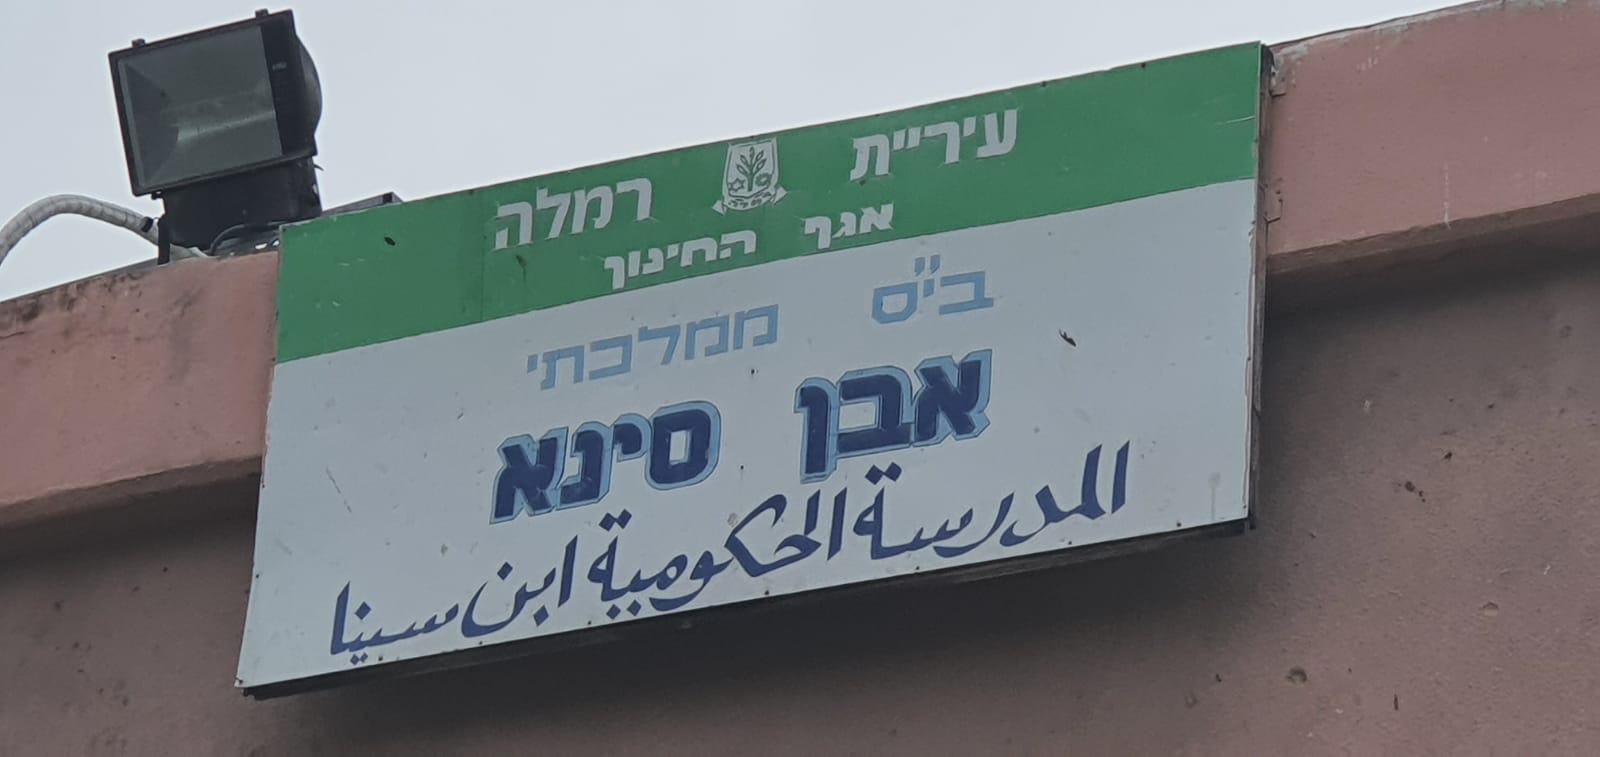 עיריית רמלה
אגף החינוך
בי"ס ממלכתי
אבן סינא
المدرسة الحكومية ابن سينا